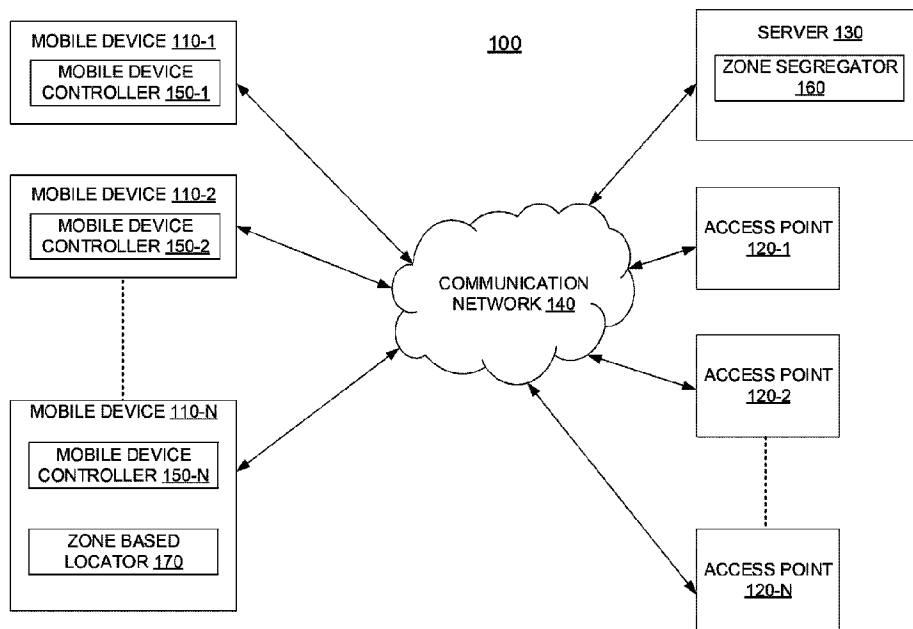 MOBILE DEVICE 110-1
MOBILE DEVICE
CONTROLLER 150-1
100
SERVER 130
ZONE SEGREGATOR
160
MOBILE DEVICE 110-2
MOBILE DEVICE
CONTROLLER 150-2
COMMUNICATION
NETWORK 140
ACCESS POINT
120-1
ACCESS POINT
120-2
MOBILE DEVICE 110-N
MOBILE DEVICE
CONTROLLER 150-N
ZONE BASED
LOCATOR 170
ACCESS POINT
120-N